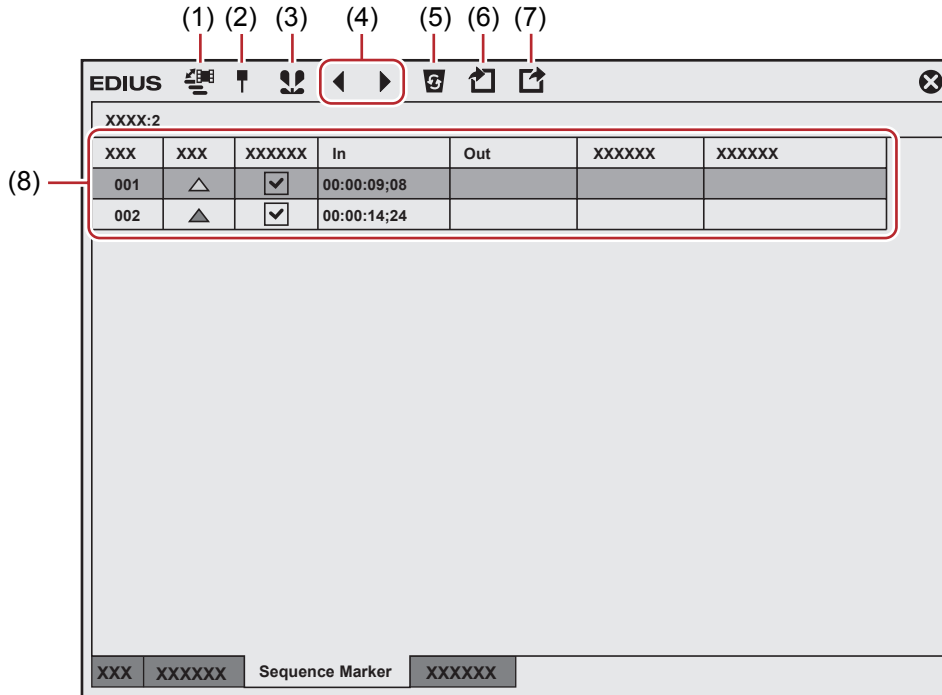 (1) (2) (3) (4) (5) (6) (7)
EDIUS
XXXX:2
XXX XXX XXXXXX In Out XXXXXX XXXXXX
(8)
001 00:00:09;08
002 00:00:14;24
XXX XXXXXX Sequence Marker XXXXXX